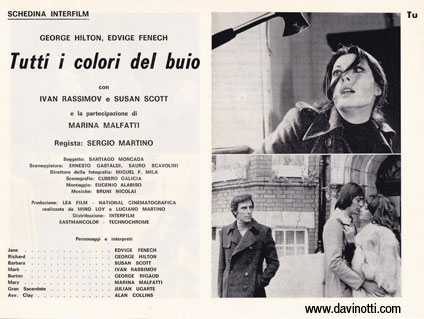 SCHEDINA INTERFILM
Tu
GEORGE HILTON, EDVIGE FENECH
Tutti i colori del buio
con
IVAN RASSIMOV e SUSAN SCOTT
e la partecipazione di
MARINA MALFATTI
Regista: SERGIO MARTINO
Soggetto: SANTIAGO MONCADA
Sceneggiatura: ERNESTO GASTALDI, SAURO SCAVOLINI
Direttore della fotografia: MIGUEL F. MILA
Scenografia: CUBERO GALICIA
Montaggio: EUGENIO ALABISO
Musiche: BRUNO NICOLAI
Produzione: LEA FILM - NATIONAL CINEMATOGRAFICA
realizzata da MINO LOY e LUCIANO MARTINO
Distribuzione: INTERFILM
EASTMANCOLOR - TECHNOCHROME
Personaggi e interpreti
Jane EDVIGE FENECH
Richard GEORGE HILTON
Barbara SUSAN SCOTT
Mark IVAN RASSIMOV
Burton GEORGE RIGAUD
Mary MARINA MALFATTI
Gran Sacerdote JULIAN UGARTE
Avv. Clay ALAN COLLINS
www.davinotti.com